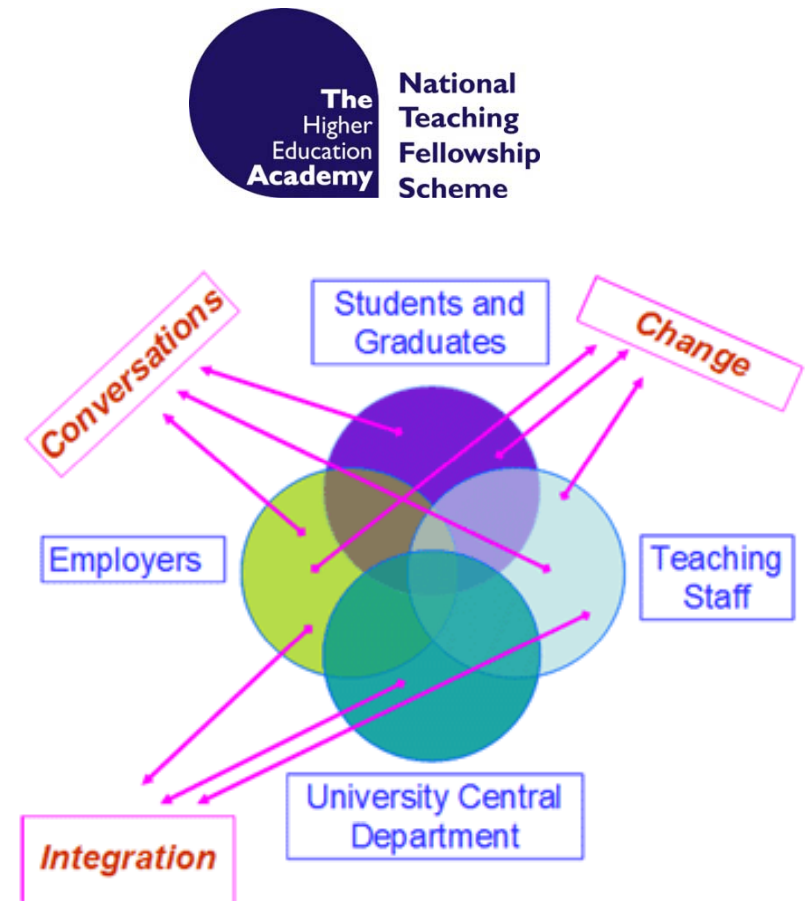 The
Higher
Education
Academy
National
Teaching
Fellowship
Scheme
Conversations
Students and
Graduates
Change
Employers
Teaching
Staff
University Central
Department
Integration